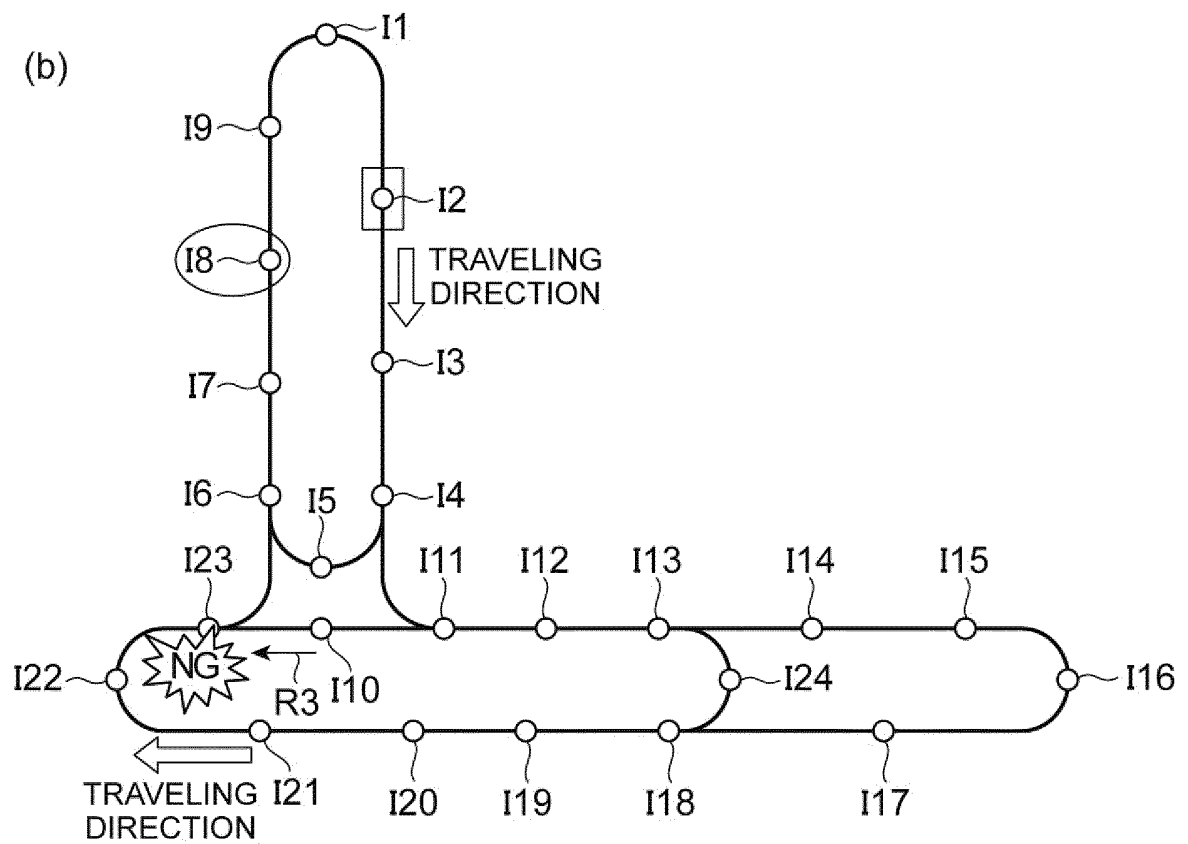 I1
(b)
I9
I2
I8
TRAVELING
DIRECTION
I3
I7
I6
I5
I4
I23
I11
I12
I13
I14
I15
NG
I22
R3
I10
I24
I16
TRAVELING
DIRECTION
I21
I20
I19
I18
I17